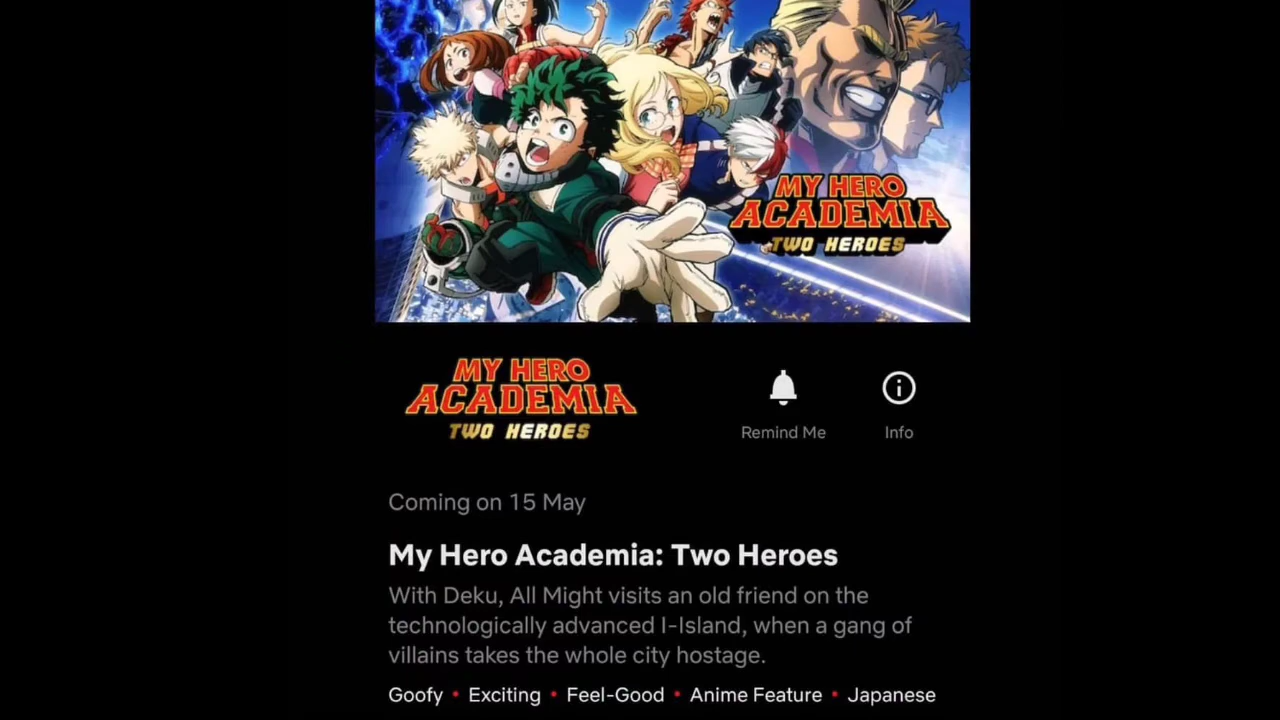 MY HERO
ACADEMIA
TWO HEROES
MY HERO
ACADEMIA
TWO HEROES
Remind Me
Info
Coming on 15 May
My Hero Academia: Two Heroes
With Deku, All Might visits an old friend on the
technologically advanced I-Island, when a gang of
villains takes the whole city hostage.
Goofy • Exciting • Feel-Good • Anime Feature • Japanese